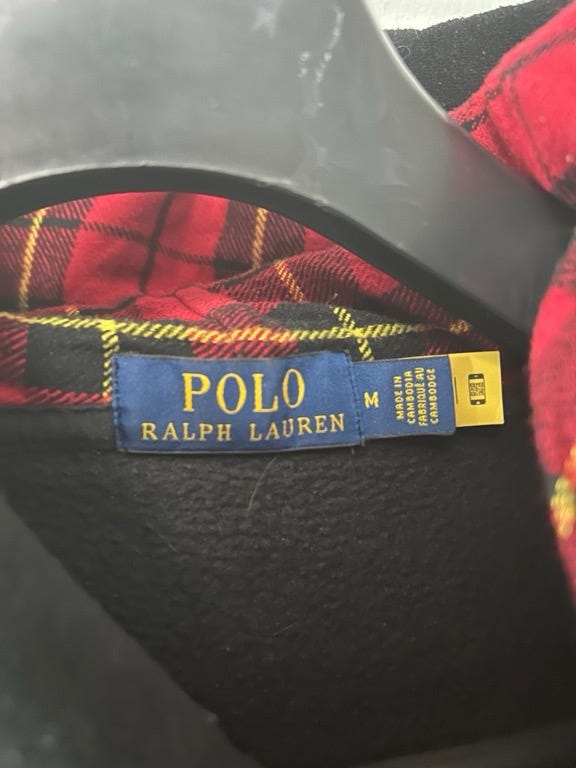 POLO
RALPH LAUREN
M
MADE IN
CAMBODIA
FABRIQUÉ AU
CAMBODGE